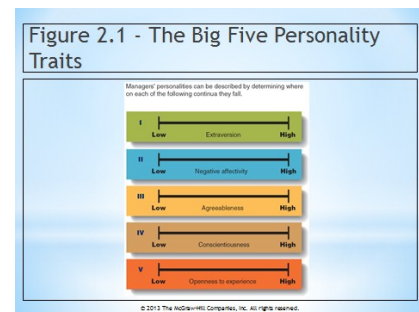 Figure 2.1 - The Big Five Personality
Traits
Managers' personalities can be described by determining where
on each of the following continua they fall.
I
Low Extraversion High
II
Low Negative affectivity High
III
Low Agreeableness High
IV
Low Conscientiousness High
V
Low Openness to experience High
© 2013 The McGraw-Hill Companies, Inc. All rights reserved.